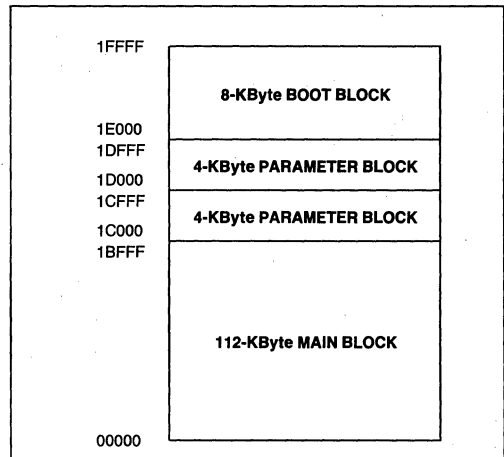 1FFFF
8-KByte BOOT BLOCK
1E000
1DFFF
4-KByte PARAMETER BLOCK
1D000
1CFFF
4-KByte PARAMETER BLOCK
1C000
1BFFF
112-KByte MAIN BLOCK
00000